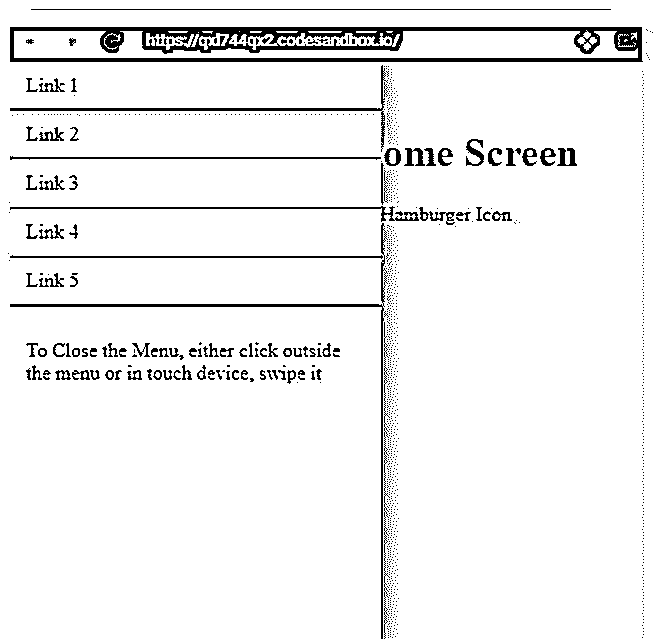 https://qxl744qx2.codesandbox.io/
Link 1
Link 2
ome Screen
Link 3
Hamburger Icon
Link 4
Link 5
To Close the Menu, either click outside
the menu or in touch device, swipe it